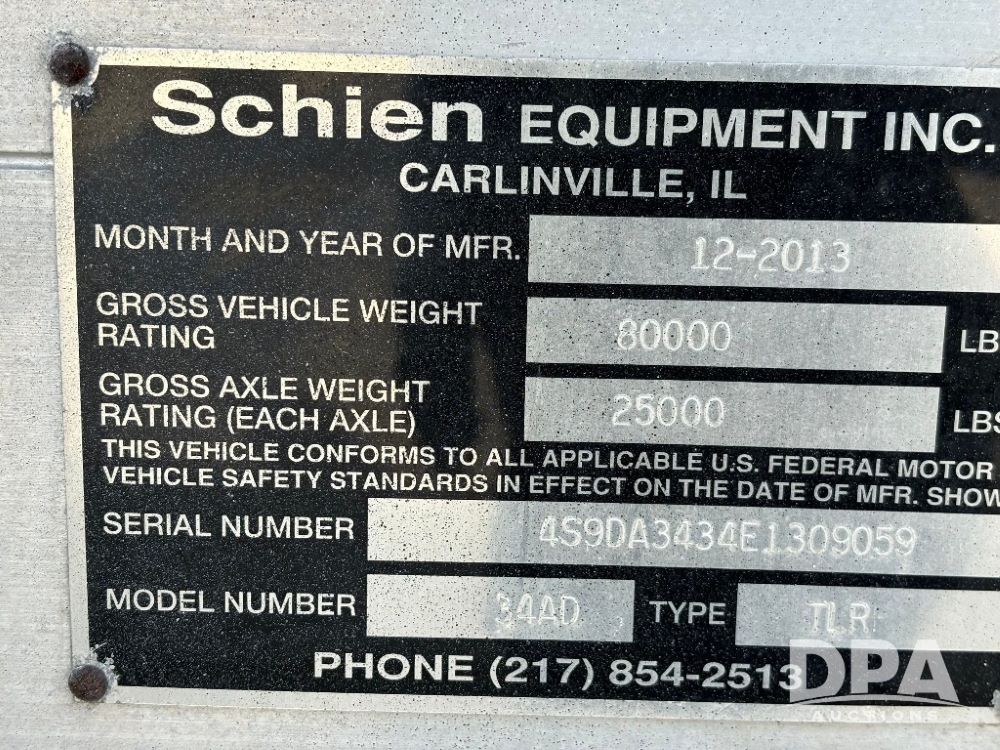 Schien EQUIPMENT INC.
CARLINVILLE, IL
MONTH AND YEAR OF MFR. 12-2013
GROSS VEHICLE WEIGHT
RATING 80000 LB
GROSS AXLE WEIGHT
RATING (EACH AXLE) 25000 LBS
THIS VEHICLE CONFORMS TO ALL APPLICABLE U.S. FEDERAL MOTOR
VEHICLE SAFETY STANDARDS IN EFFECT ON THE DATE OF MFR. SHOW
SERIAL NUMBER 4S9DA3434E1309059
MODEL NUMBER 34AD TYPE TLR
PHONE (217) 854-2513
DPA
AUCTIONS